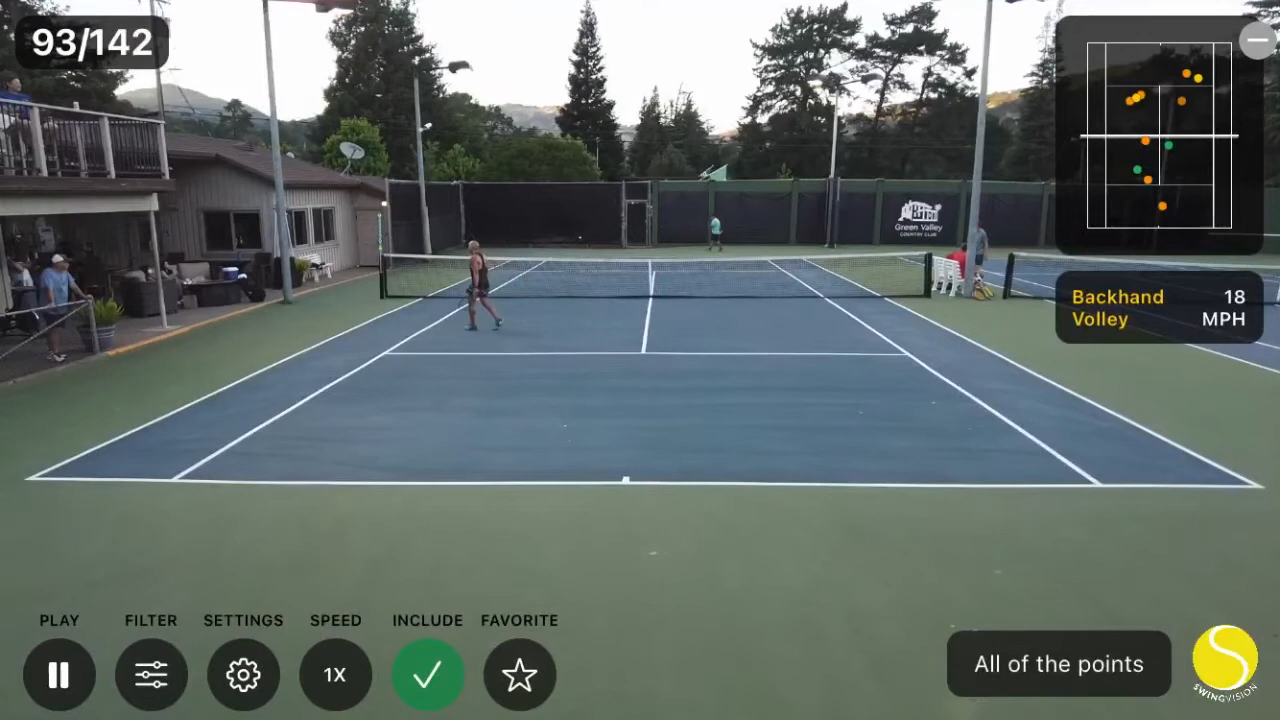 93/142
Green Valley
COUNTRY CLUB
Backhand Volley
18 MPH
PLAY
FILTER
SETTINGS
SPEED
INCLUDE
FAVORITE
1X
All of the points
SWINGVISION